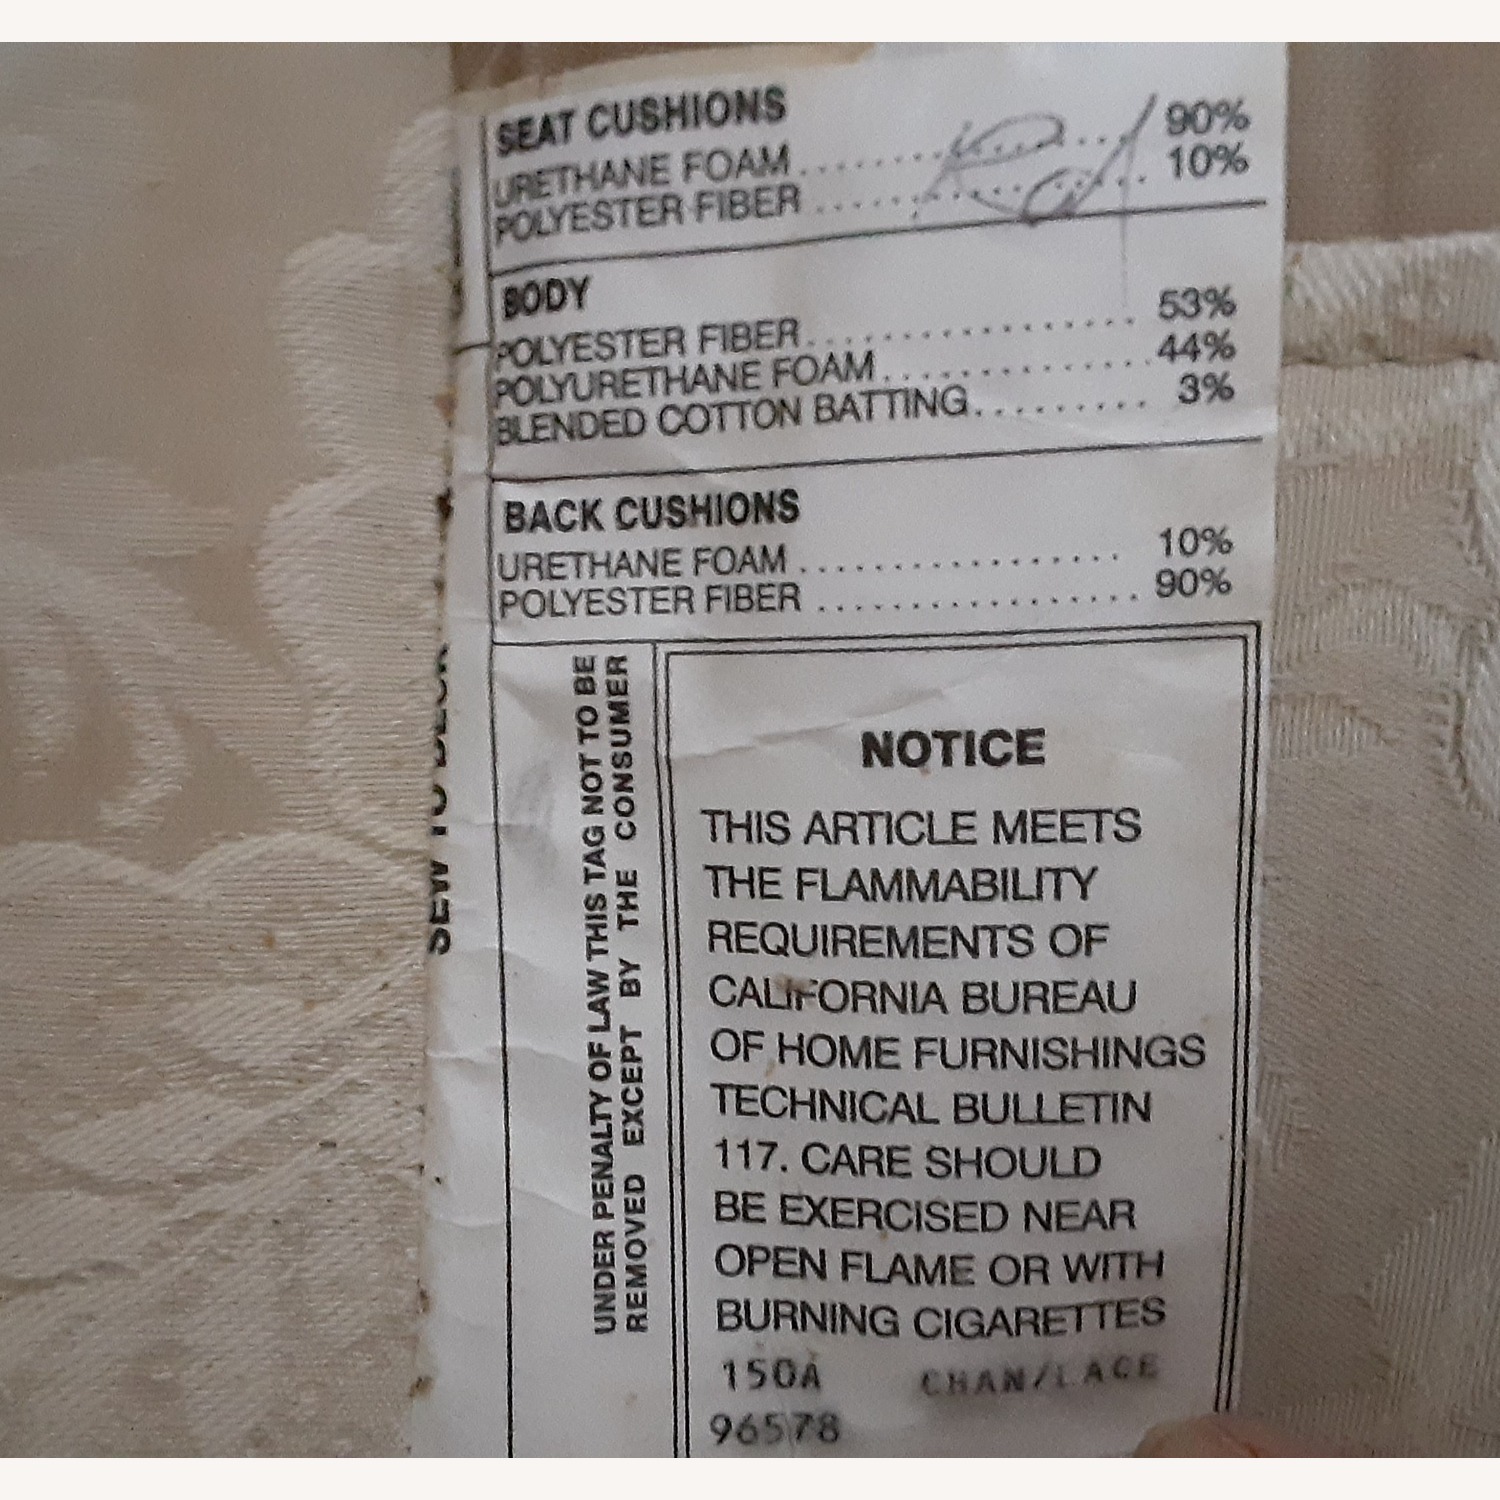 SEAT CUSHIONS
URETHANE FOAM.................... 90%
POLYESTER FIBER.................. 10%
BODY
POLYESTER FIBER.................. 53%
POLYURETHANE FOAM............... 44%
BLENDED COTTON BATTING......... 3%
BACK CUSHIONS
URETHANE FOAM .................. 10%
POLYESTER FIBER .................. 90%
SEW TO DECK
UNDER PENALTY OF LAW THIS TAG NOT TO BE
REMOVED EXCEPT BY THE CONSUMER
NOTICE
THIS ARTICLE MEETS
THE FLAMMABILITY
REQUIREMENTS OF
CALIFORNIA BUREAU
OF HOME FURNISHINGS
TECHNICAL BULLETIN
117. CARE SHOULD
BE EXERCISED NEAR
OPEN FLAME OR WITH
BURNING CIGARETTES
150A CHAN/LACE
96578